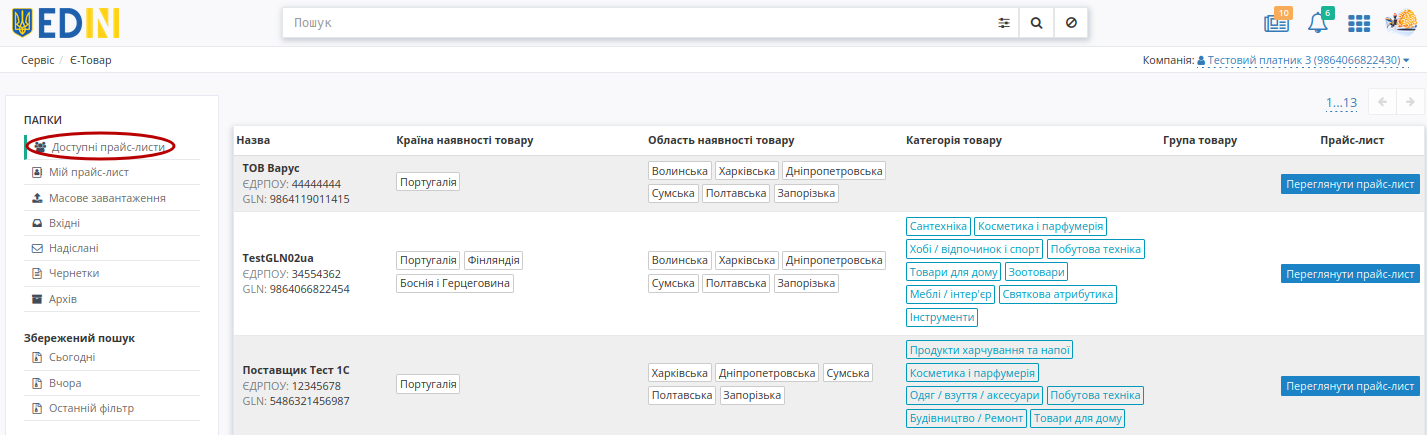 EDIN
Пошук
10
6
Сервіс / Є-Товар
Компанія: Тестовий платник 3 (9864066822430)
ПАПКИ
Доступні прайс-листи
Мій прайс-лист
Масове завантаження
Вхідні
Надіслані
Чернетки
Архів
Збережений пошук
Сьогодні
Вчора
Останній фільтр
1...13
Назва Країна наявності товару Область наявності товару Категорія товару Група товару Прайс-лист
ТОВ Варус
ЄДРПОУ: 44444444
GLN: 9864119011415
Португалія
Волинська Харківська Дніпропетровська
Сумська Полтавська Запорізька
Переглянути прайс-лист
TestGLN02ua
ЄДРПОУ: 34554362
GLN: 9864066822454
Португалія Фінляндія
Боснія і Герцеговина
Волинська Харківська Дніпропетровська
Сумська Полтавська Запорізька
Сантехніка Косметика і парфумерія
Хобі / відпочинок і спорт Побутова техніка
Товари для дому Зоотовари
Меблі / інтер'єр Святкова атрибутика
Інструменти
Переглянути прайс-лист
Поставщик Тест 1С
ЄДРПОУ: 12345678
GLN: 5486321456987
Португалія
Харківська Дніпропетровська Сумська
Полтавська Запорізька
Продукти харчування та напої
Косметика і парфумерія
Одяг / взуття / аксесуари Побутова техніка
Будівництво / Ремонт Товари для дому
Переглянути прайс-лист